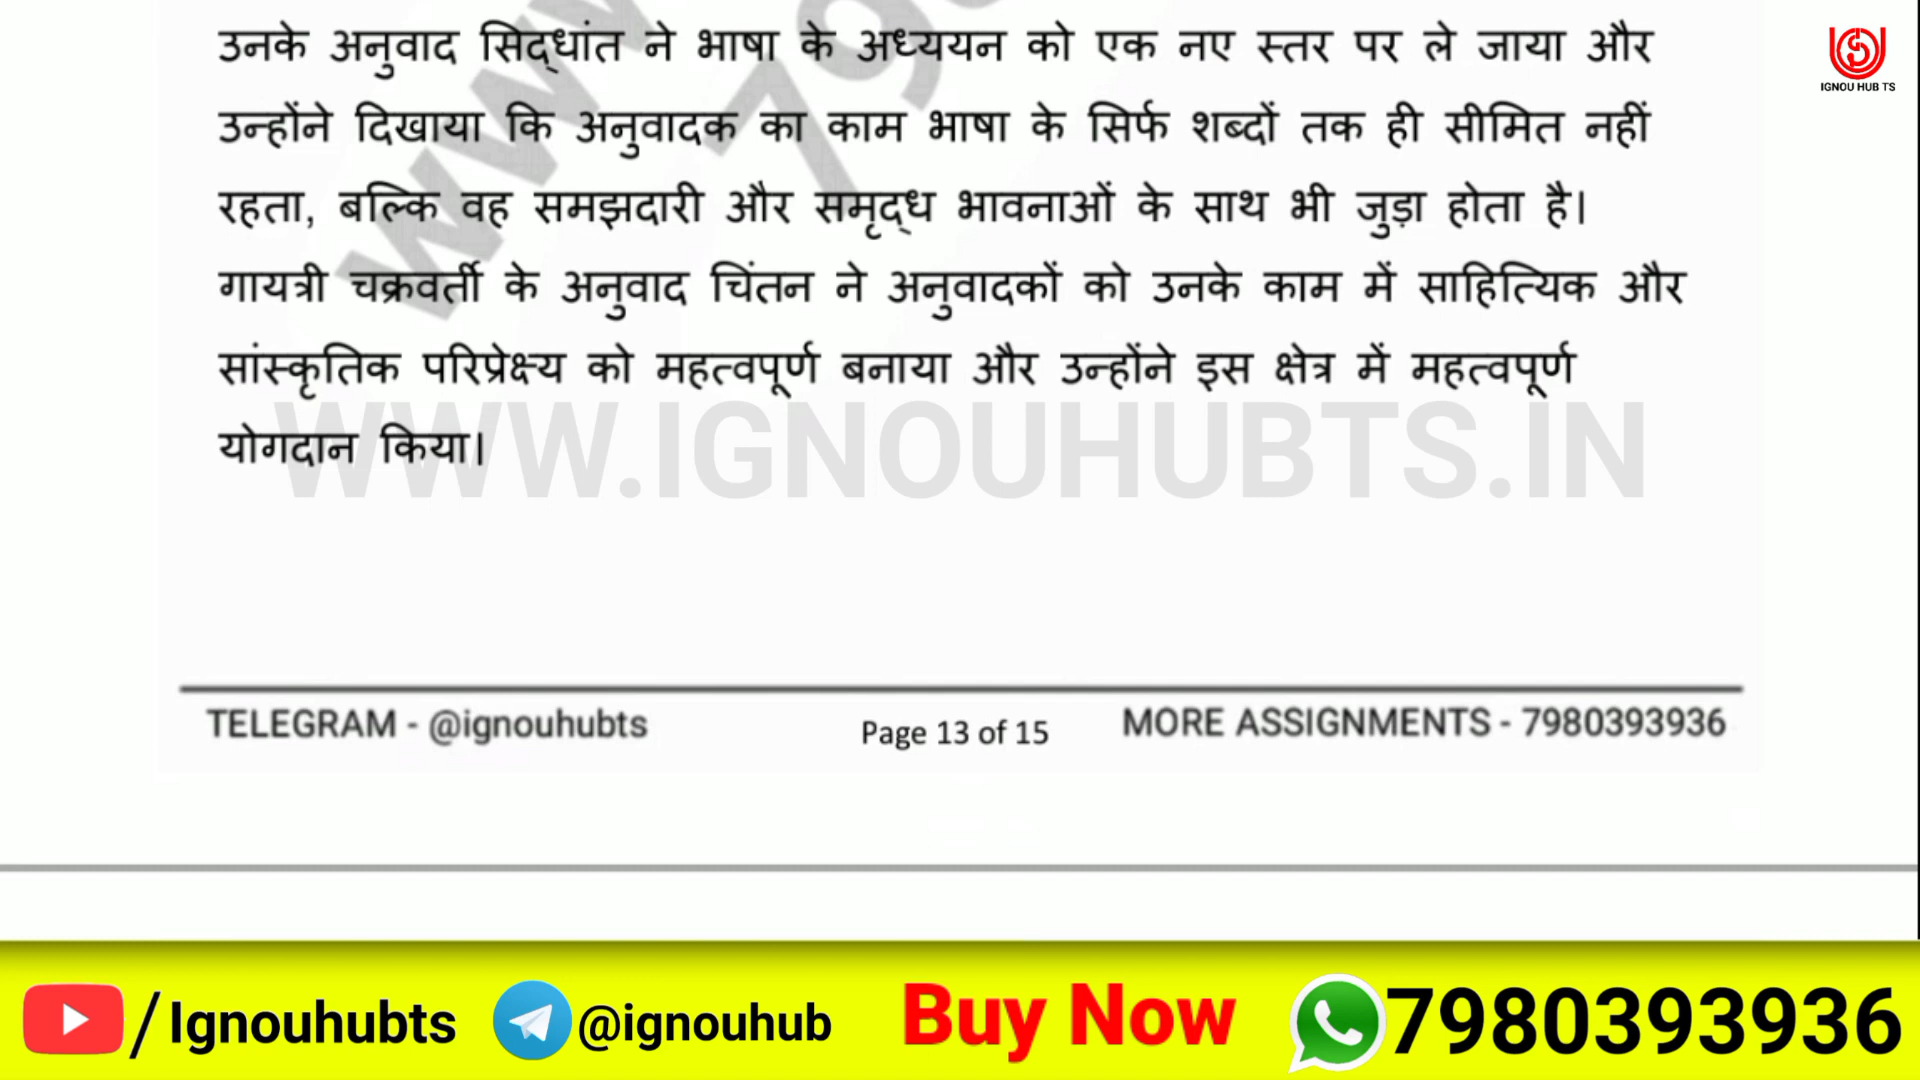 उनके अनुवाद सिद्धांत ने भाषा के अध्ययन को एक नए स्तर पर ले जाया और
उन्होंने दिखाया कि अनुवादक का काम भाषा के सिर्फ शब्दों तक ही सीमित नहीं
रहता, बल्कि वह समझदारी और समृद्ध भावनाओं के साथ भी जुड़ा होता है।
गायत्री चक्रवर्ती के अनुवाद चिंतन ने अनुवादकों को उनके काम में साहित्यिक और
सांस्कृतिक परिप्रेक्ष्य को महत्वपूर्ण बनाया और उन्होंने इस क्षेत्र में महत्वपूर्ण
योगदान किया।
WWW.IGNOUHUBTS.IN
IGNOU HUB TS
TELEGRAM - @ignouhubts
Page 13 of 15
MORE ASSIGNMENTS - 7980393936
/Ignouhubts
@ignouhub
Buy Now
7980393936